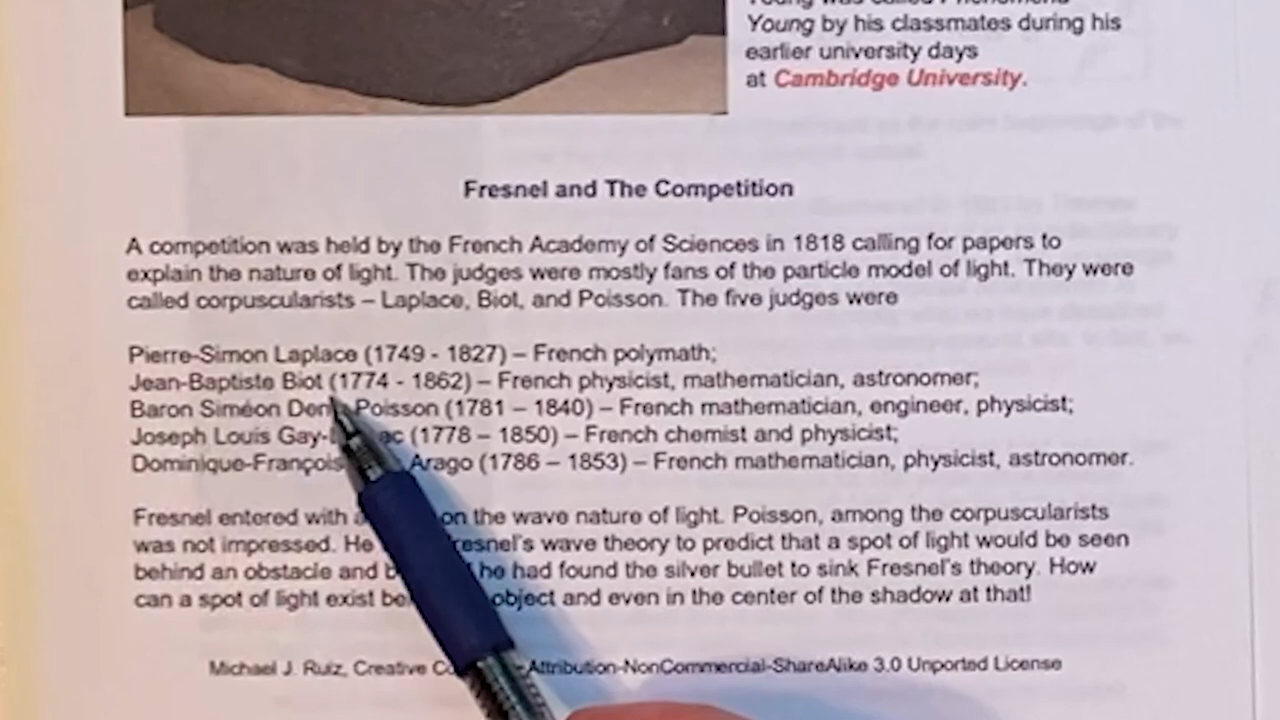 Young by his classmates during his
earlier university days
at Cambridge University.
Fresnel and The Competition
A competition was held by the French Academy of Sciences in 1818 calling for papers to
explain the nature of light. The judges were mostly fans of the particle model of light. They were
called corpuscularists – Laplace, Biot, and Poisson. The five judges were
Pierre-Simon Laplace (1749 - 1827) – French polymath;
Jean-Baptiste Biot (1774 - 1862) – French physicist, mathematician, astronomer;
Baron Siméon Poisson (1781 – 1840) – French mathematician, engineer, physicist;
Joseph Louis (1778 – 1850) – French chemist and physicist;
Dominique-François Arago (1786 – 1853) – French mathematician, physicist, astronomer.
Fresnel entered with on the wave nature of light. Poisson, among the corpuscularists
was not impressed. He Fresnel's wave theory to predict that a spot of light would be seen
behind an obstacle and he had found the silver bullet to sink Fresnel's theory. How
can a spot of light exist object and even in the center of the shadow at that!
Michael J. Ruiz, Creative Attribution-NonCommercial-ShareAlike 3.0 Unported License